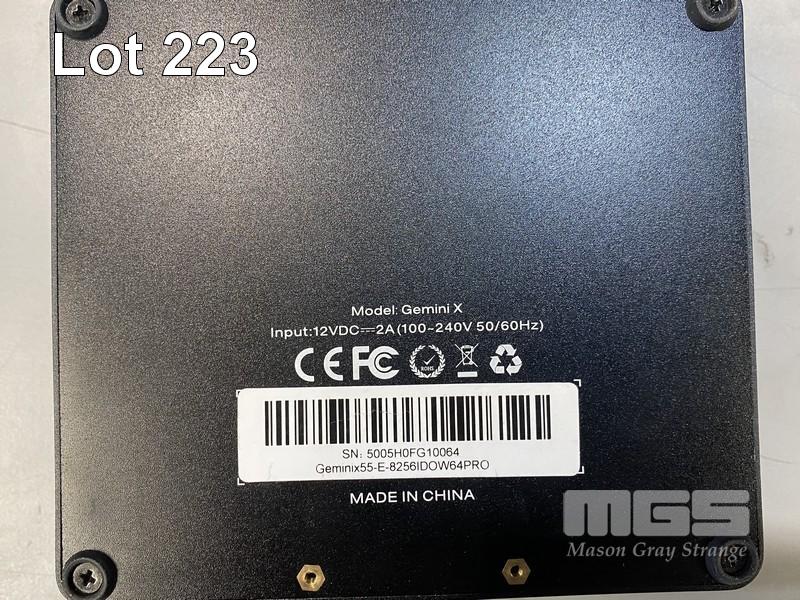 Lot 223
Model: Gemini X
Input:12VDC⎓2A(100~240V 50/60Hz)
CE FC ROHS
SN: 5005H0FG10064
Geminix55-E-8256IDOW64PRO
MADE IN CHINA
MGS
Mason Gray Strange